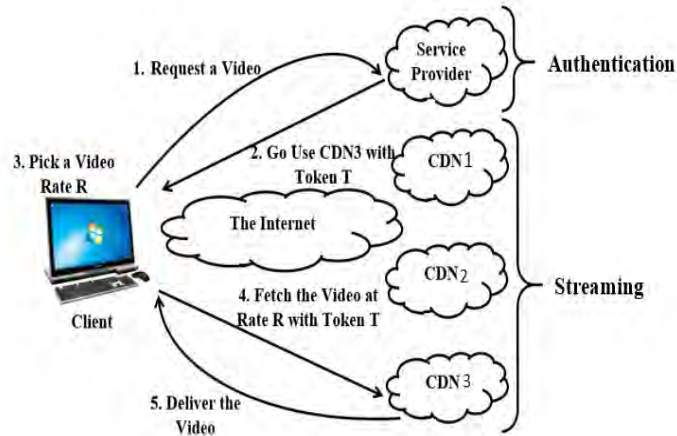 Service
Provider
Authentication
1. Request a Video
2. Go Use CDN3 with
Token T
3. Pick a Video
Rate R
CDN1
The Internet
CDN2
Streaming
4. Fetch the Video at
Rate R with Token T
Client
CDN3
5. Deliver the
Video